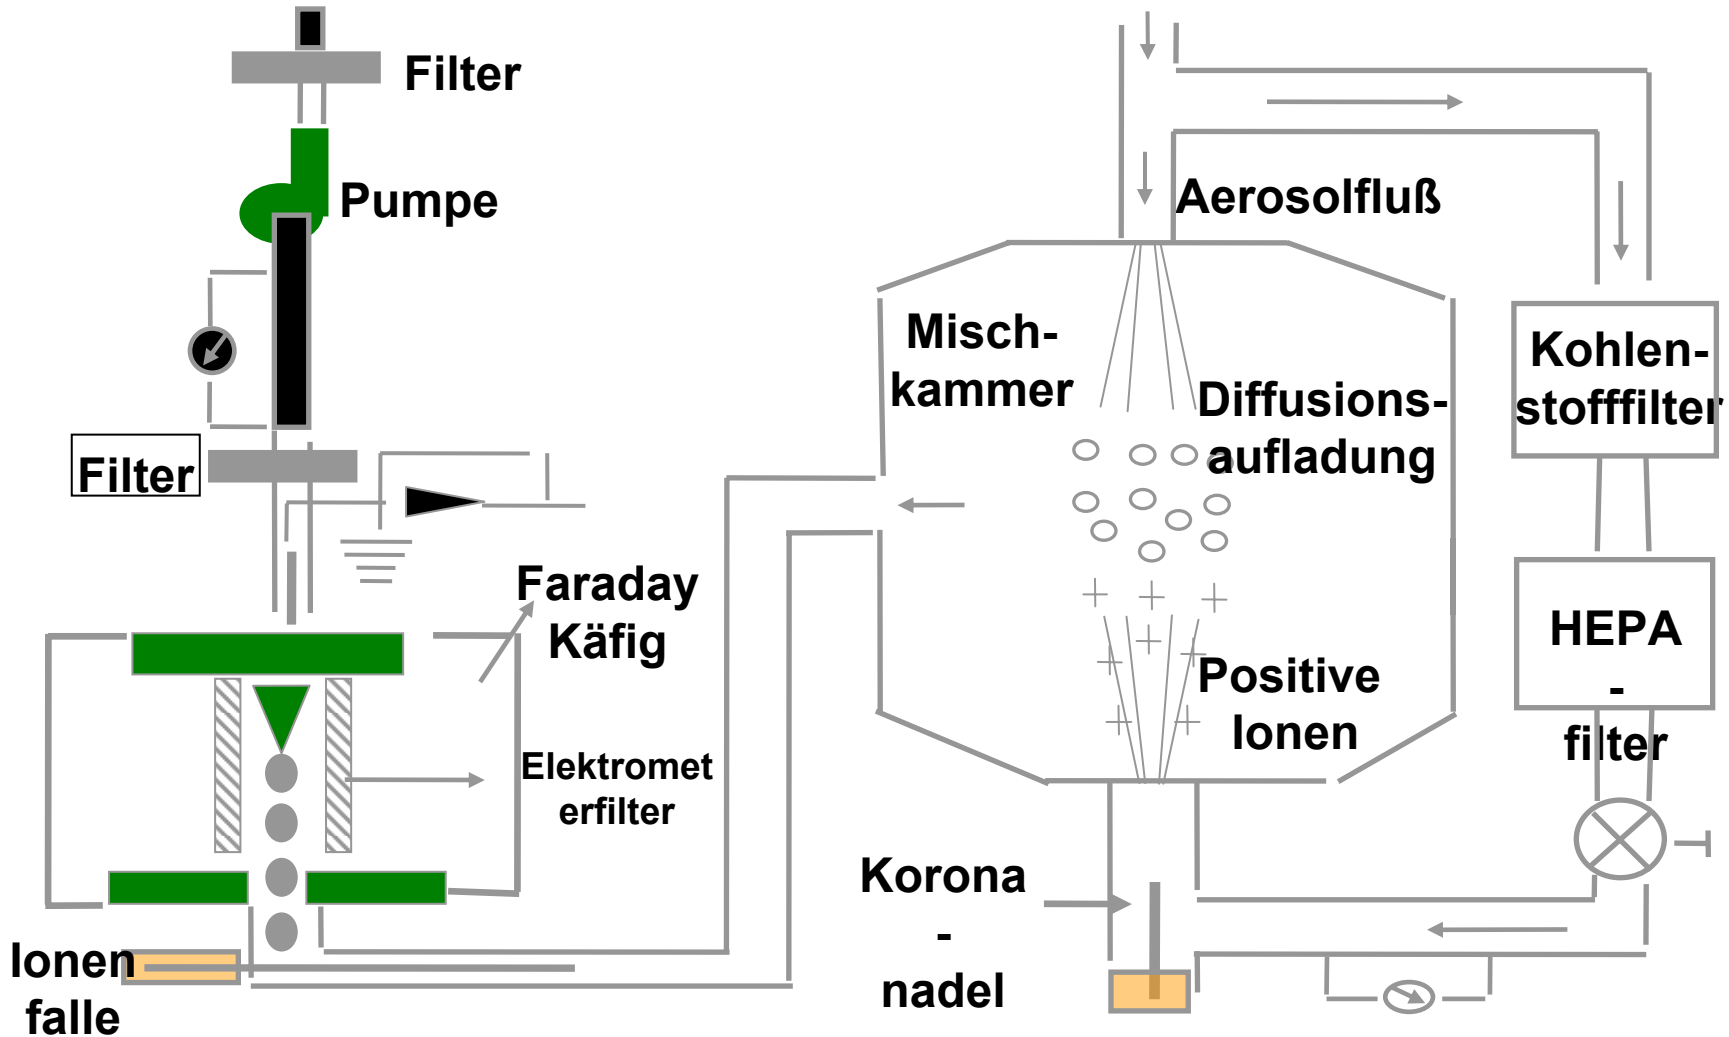 Filter
Pumpe
Filter
Faraday
Käfig
Elektromet
erfilter
Ionen
falle
Aerosolfluß
Misch-
kammer
Diffusions-
aufladung
Positive
Ionen
Korona
-
nadel
Kohlen-
stofffilter
HEPA
-
filter